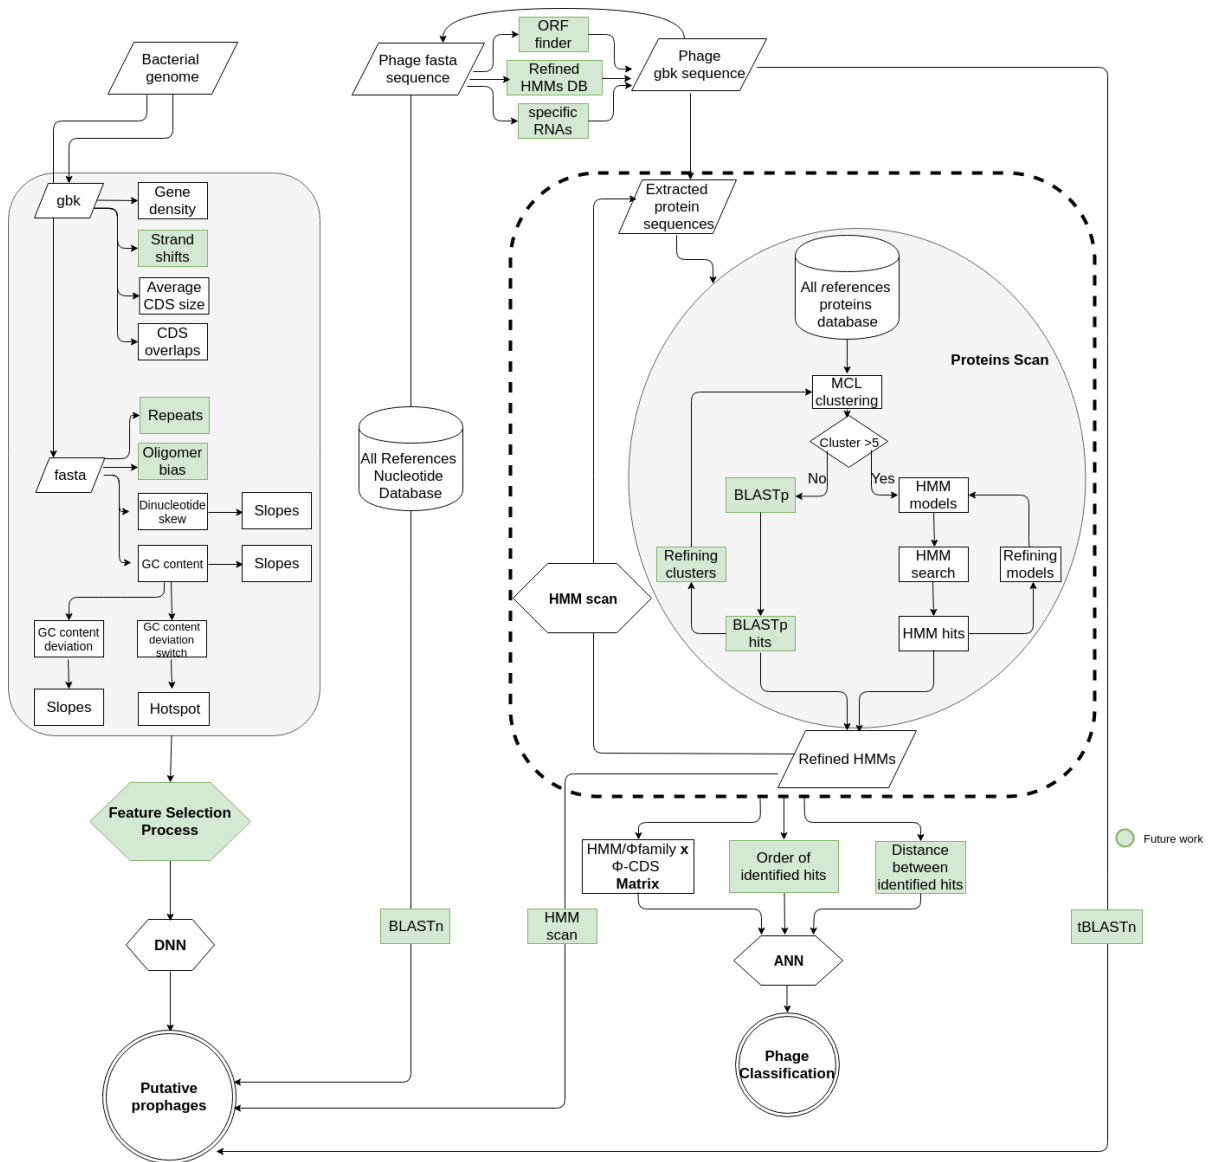 Bacterial
genome
Phage fasta
sequence
ORF
finder
Refined
HMMs DB
specific
RNAs
Phage
gbk sequence
gbk
Gene
density
Strand
shifts
Average
CDS size
CDS
overlaps
Repeats
fasta
Oligomer
bias
Dinucleotide
skew
Slopes
GC content
Slopes
GC content
deviation
GC content
deviation
switch
Slopes
Hotspot
Feature Selection
Process
DNN
Putative
prophages
All References
Nucleotide
Database
BLASTn
Extracted
protein
sequences
All references
proteins
database
Proteins Scan
MCL
clustering
Cluster >5
No
Yes
BLASTp
HMM
models
Refining
clusters
HMM
search
Refining
models
BLASTp
hits
HMM hits
HMM scan
Refined HMMs
HMM/Φfamily x
Φ-CDS
Matrix
Order of
identified hits
Distance
between
identified hits
HMM
scan
ANN
Phage
Classification
tBLASTn
Future work